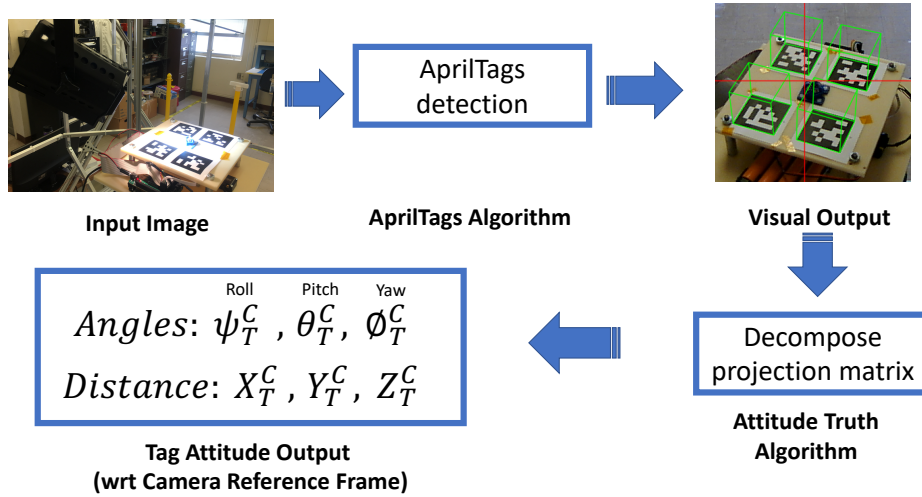 AprilTags
detection
Input Image
AprilTags Algorithm
Visual Output
Decompose
projection matrix
Attitude Truth
Algorithm
Roll Pitch Yaw
Angles: ψ_T^C , θ_T^C, ∅_T^C
Distance: X_T^C , Y_T^C , Z_T^C
Tag Attitude Output
(wrt Camera Reference Frame)